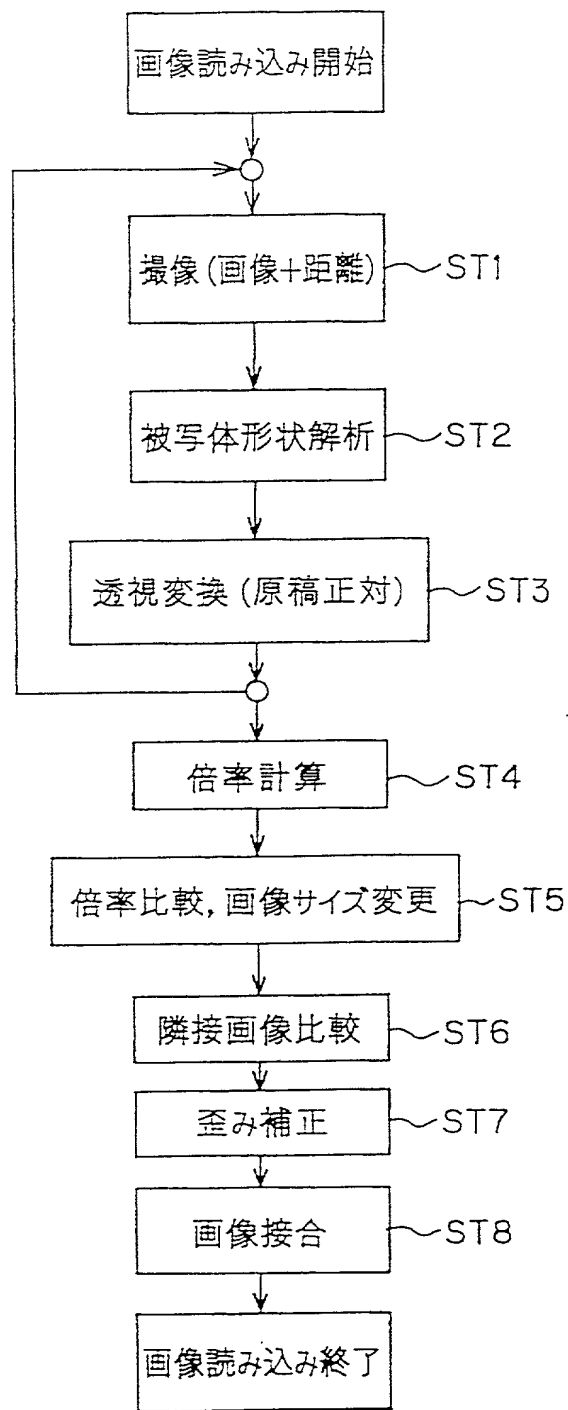 画像読み込み開始
撮像(画像+距離) ST1
被写体形状解析 ST2
透視変換(原稿正対) ST3
倍率計算 ST4
倍率比較,画像サイズ変更 ST5
隣接画像比較 ST6
歪み補正 ST7
画像接合 ST8
画像読み込み終了